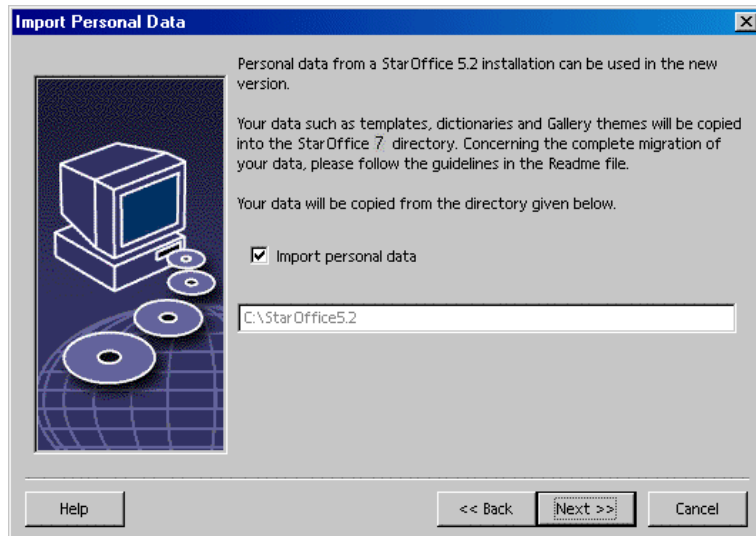 Import Personal Data
Personal data from a StarOffice 5.2 installation can be used in the new
version.
Your data such as templates, dictionaries and Gallery themes will be copied
into the StarOffice 7 directory. Concerning the complete migration of
your data, please follow the guidelines in the Readme file.
Your data will be copied from the directory given below.
Import personal data
C:\StarOffice5.2
Help
<< Back
Next >>
Cancel